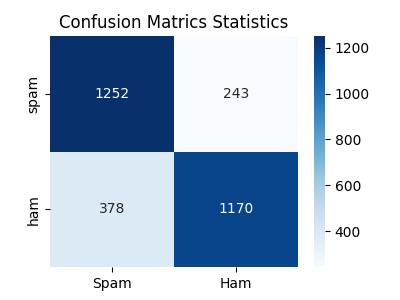 Confusion Matrics Statistics
spam 1252 243 1200
1000
800
ham 378 1170 600
400
Spam Ham